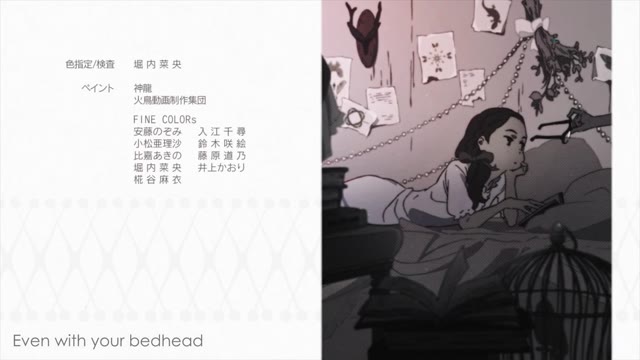 色指定/検査 堀内菜央
ペイント 神龍
火鳥動画制作集団
FINE COLORs
安藤のぞみ 入江千尋
小松亜理沙 鈴木咲絵
比嘉あきの 藤原道乃
堀内菜央 井上かおり
椛谷麻衣
Even with your bedhead